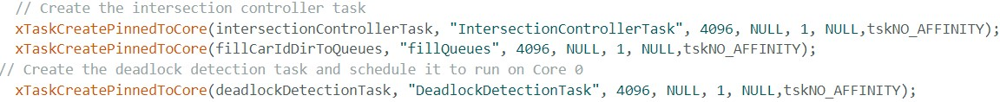 // Create the intersection controller task
xTaskCreatePinnedToCore(intersectionControllerTask, "IntersectionControllerTask", 4096, NULL, 1, NULL,tskNO_AFFINITY);
xTaskCreatePinnedToCore(fillCarIdDirToQueues, "fillQueues", 4096, NULL, 1, NULL,tskNO_AFFINITY);
// Create the deadlock detection task and schedule it to run on Core 0
xTaskCreatePinnedToCore(deadlockDetectionTask, "DeadlockDetectionTask", 4096, NULL, 1, NULL,tskNO_AFFINITY);